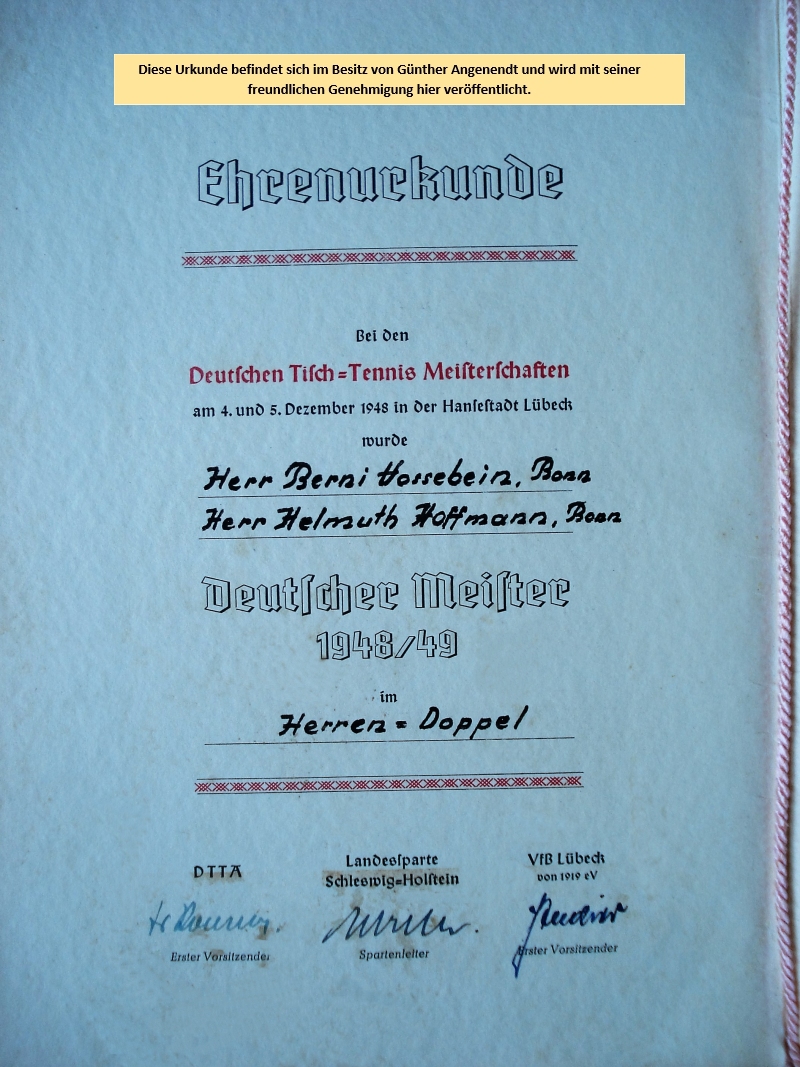 Diese Urkunde befindet sich im Besitz von Günther Angenendt und wird mit seiner
freundlichen Genehmigung hier veröffentlicht.
Ehrenurkunde
Bei den
Deutſchen Tiſch=Tennis Meiſterſchaften
am 4. und 5. Dezember 1948 in der Hanſeſtadt Lübeck
wurde
Herr Berni Vossebein, Bonn
Herr Helmuth Hoffmann, Bonn
Deutſcher Meiſter
1948/49
im
Herren = Doppel
DTTA
Landesſparte
Schleswig=Holſtein
VfB Lübeck
von 1919 eV
Erster Vorsitzender
Spartenleiter
Erster Vorsitzender